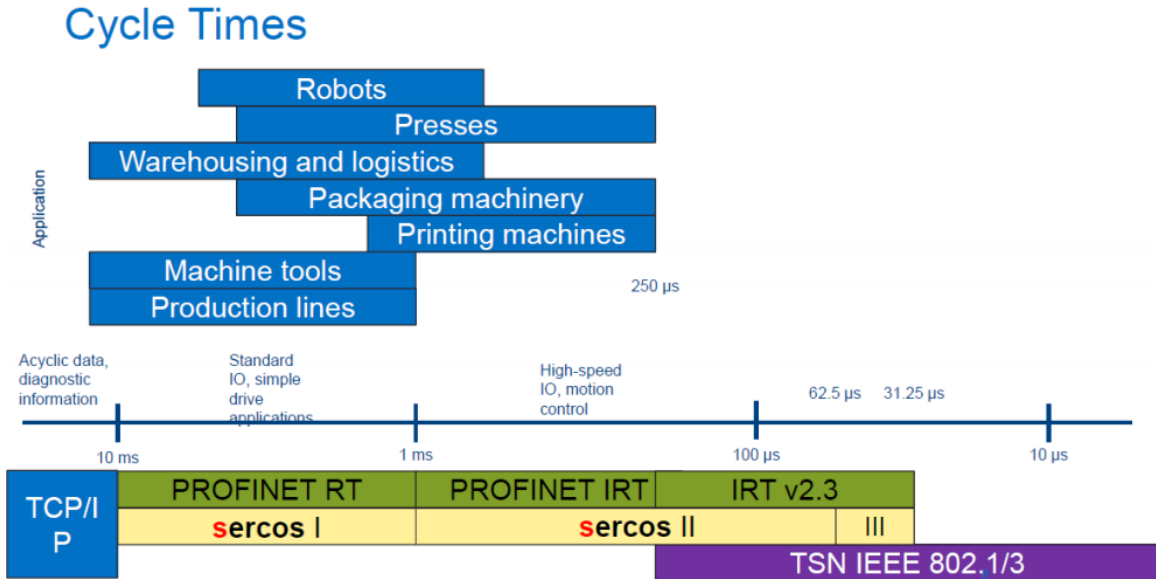 Cycle Times
Robots
Presses
Warehousing and logistics
Packaging machinery
Printing machines
Machine tools
Production lines
Application
250 µs
Acyclic data,
diagnostic
information
Standard
IO, simple
drive
applications
High-speed
IO, motion
control
62.5 µs
31.25 µs
10 ms
1 ms
100 µs
10 µs
TCP/I
P
PROFINET RT
PROFINET IRT
IRT v2.3
sercos I
sercos II
III
TSN IEEE 802.1/3